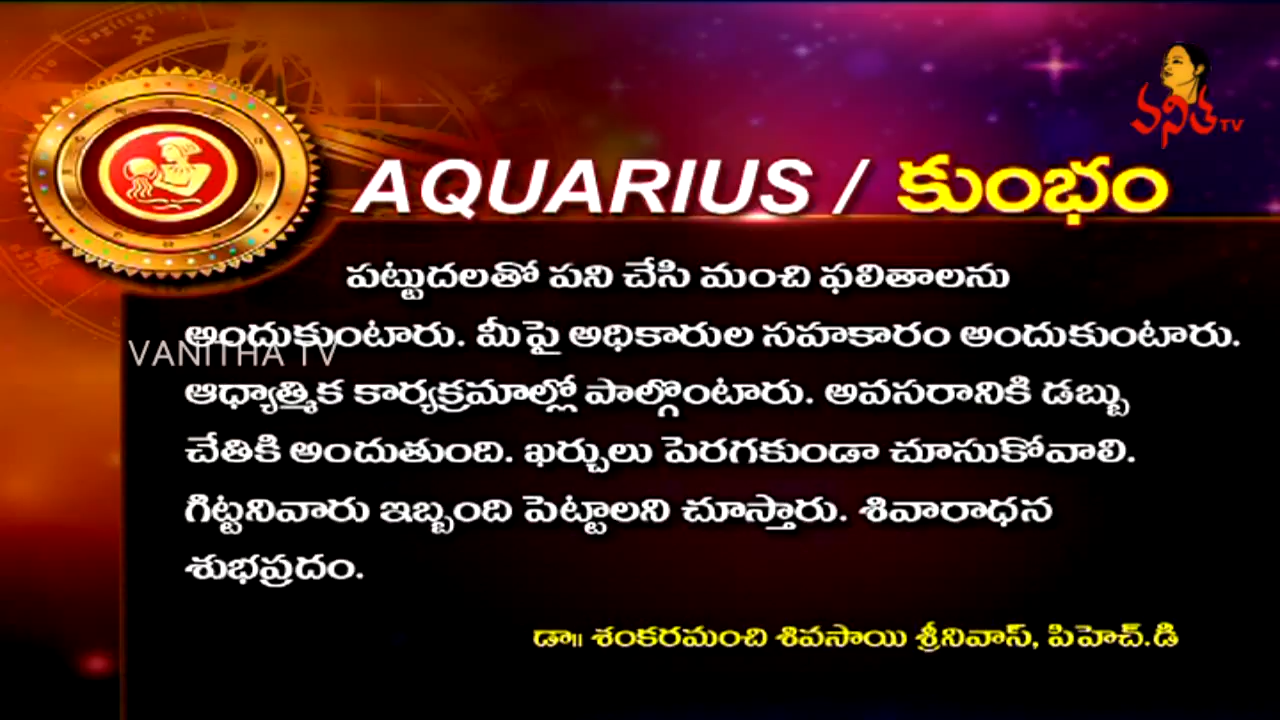 వనిత TV
AQUARIUS / కుంభం
పట్టుదలతో పని చేసి మంచి ఫలితాలను
అందుకుంటారు. మీపై అధికారుల సహకారం అందుకుంటారు.
VANITHA TV
ఆధ్యాత్మిక కార్యక్రమాల్లో పాల్గొంటారు. అవసరానికి డబ్బు
చేతికి అందుతుంది. ఖర్చులు పెరగకుండా చూసుకోవాలి.
గిట్టనివారు ఇబ్బంది పెట్టాలని చూస్తారు. శివారాధన
శుభప్రదం.
డా॥ శంకరమంచి శివసాయి శ్రీనివాస్, పిహెచ్.డి